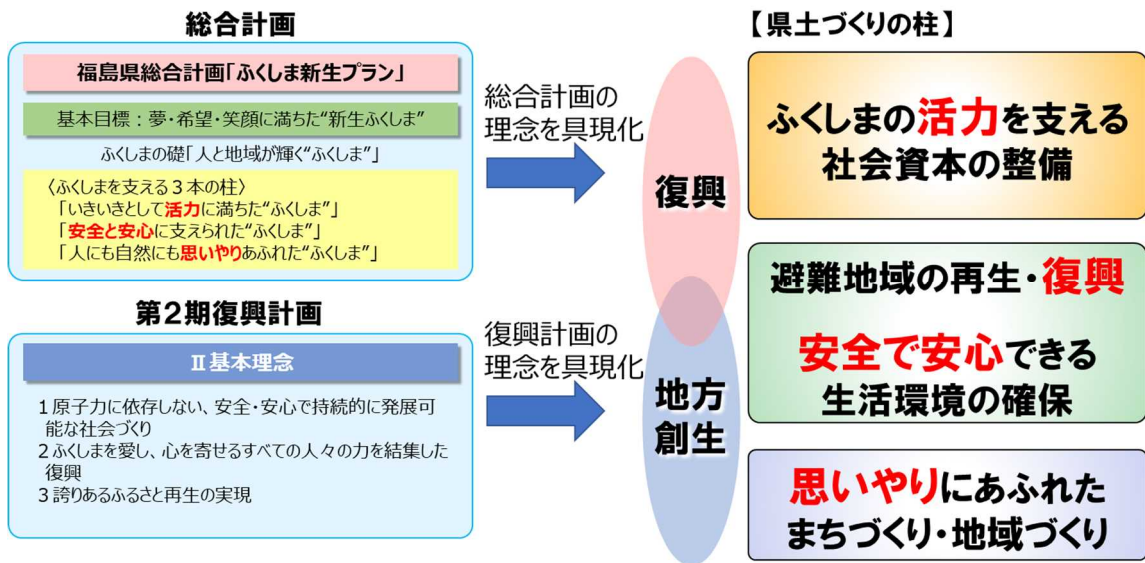 総合計画
福島県総合計画「ふくしま新生プラン」
基本目標：夢・希望・笑顔に満ちた“新生ふくしま”
ふくしまの礎「人と地域が輝く“ふくしま”」
〈ふくしまを支える３本の柱〉
「いきいきとして活力に満ちた“ふくしま”」
「安全と安心に支えられた“ふくしま”」
「人にも自然にも思いやりあふれた“ふくしま”」
第２期復興計画
Ⅱ基本理念
1 原子力に依存しない、安全・安心で持続的に発展可
能な社会づくり
2 ふくしまを愛し、心を寄せるすべての人々の力を結集した
復興
3 誇りあるふるさと再生の実現
総合計画の
理念を具現化
復興計画の
理念を具現化
復興
地方
創生
【県土づくりの柱】
ふくしまの活力を支える
社会資本の整備
避難地域の再生・復興
安全で安心できる
生活環境の確保
思いやりにあふれた
まちづくり・地域づくり